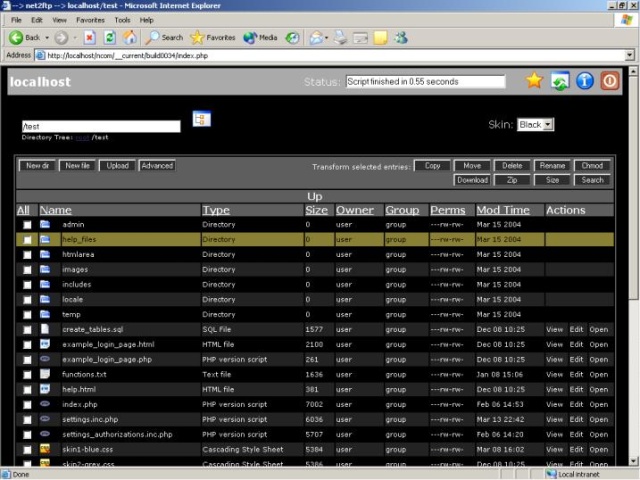 --> net2ftp --> localhost/test - Microsoft Internet Explorer
File Edit View Favorites Tools Help
Back Search Favorites Media
Address http://localhost/ncom/__current/build0034/index.php
localhost Status: Script finished in 0.55 seconds
/test Skin: Black
Directory Tree: root /test
New dir New file Upload Advanced Transform selected entries: Copy Move Delete Rename Chmod
Download Zip Size Search
Up
All Name Type Size Owner Group Perms Mod Time Actions
admin Directory 0 user group ---rw-rw- Mar 15 2004
help_files Directory 0 user group ---rw-rw- Mar 15 2004
htmlarea Directory 0 user group ---rw-rw- Mar 15 2004
images Directory 0 user group ---rw-rw- Mar 15 2004
includes Directory 0 user group ---rw-rw- Mar 15 2004
locale Directory 0 user group ---rw-rw- Mar 15 2004
temp Directory 0 user group ---rw-rw- Mar 15 2004
create_tables.sql SQL File 1577 user group ---rw-rw- Dec 08 10:25 View Edit Open
example_login_page.html HTML file 2100 user group ---rw-rw- Dec 08 10:25 View Edit Open
example_login_page.php PHP version script 261 user group ---rw-rw- Dec 08 10:25 View Edit Open
functions.txt Text file 1636 user group ---rw-rw- Jan 08 15:06 View Edit Open
help.html HTML file 381 user group ---rw-rw- Dec 08 10:25 View Edit Open
index.php PHP version script 7002 user group ---rw-rw- Feb 06 14:53 View Edit Open
settings.inc.php PHP version script 6036 user group ---rw-rw- Mar 13 22:42 View Edit Open
settings_authorizations.inc.php PHP version script 5707 user group ---rw-rw- Feb 06 14:20 View Edit Open
skin1-blue.css Cascading Style Sheet 5384 user group ---rw-rw- Mar 08 16:02 View Edit Open
skin2-grey.css Cascading Style Sheet 5386 user group ---rw-rw- Dec 08 10:25 View Edit Open
Done Local intranet